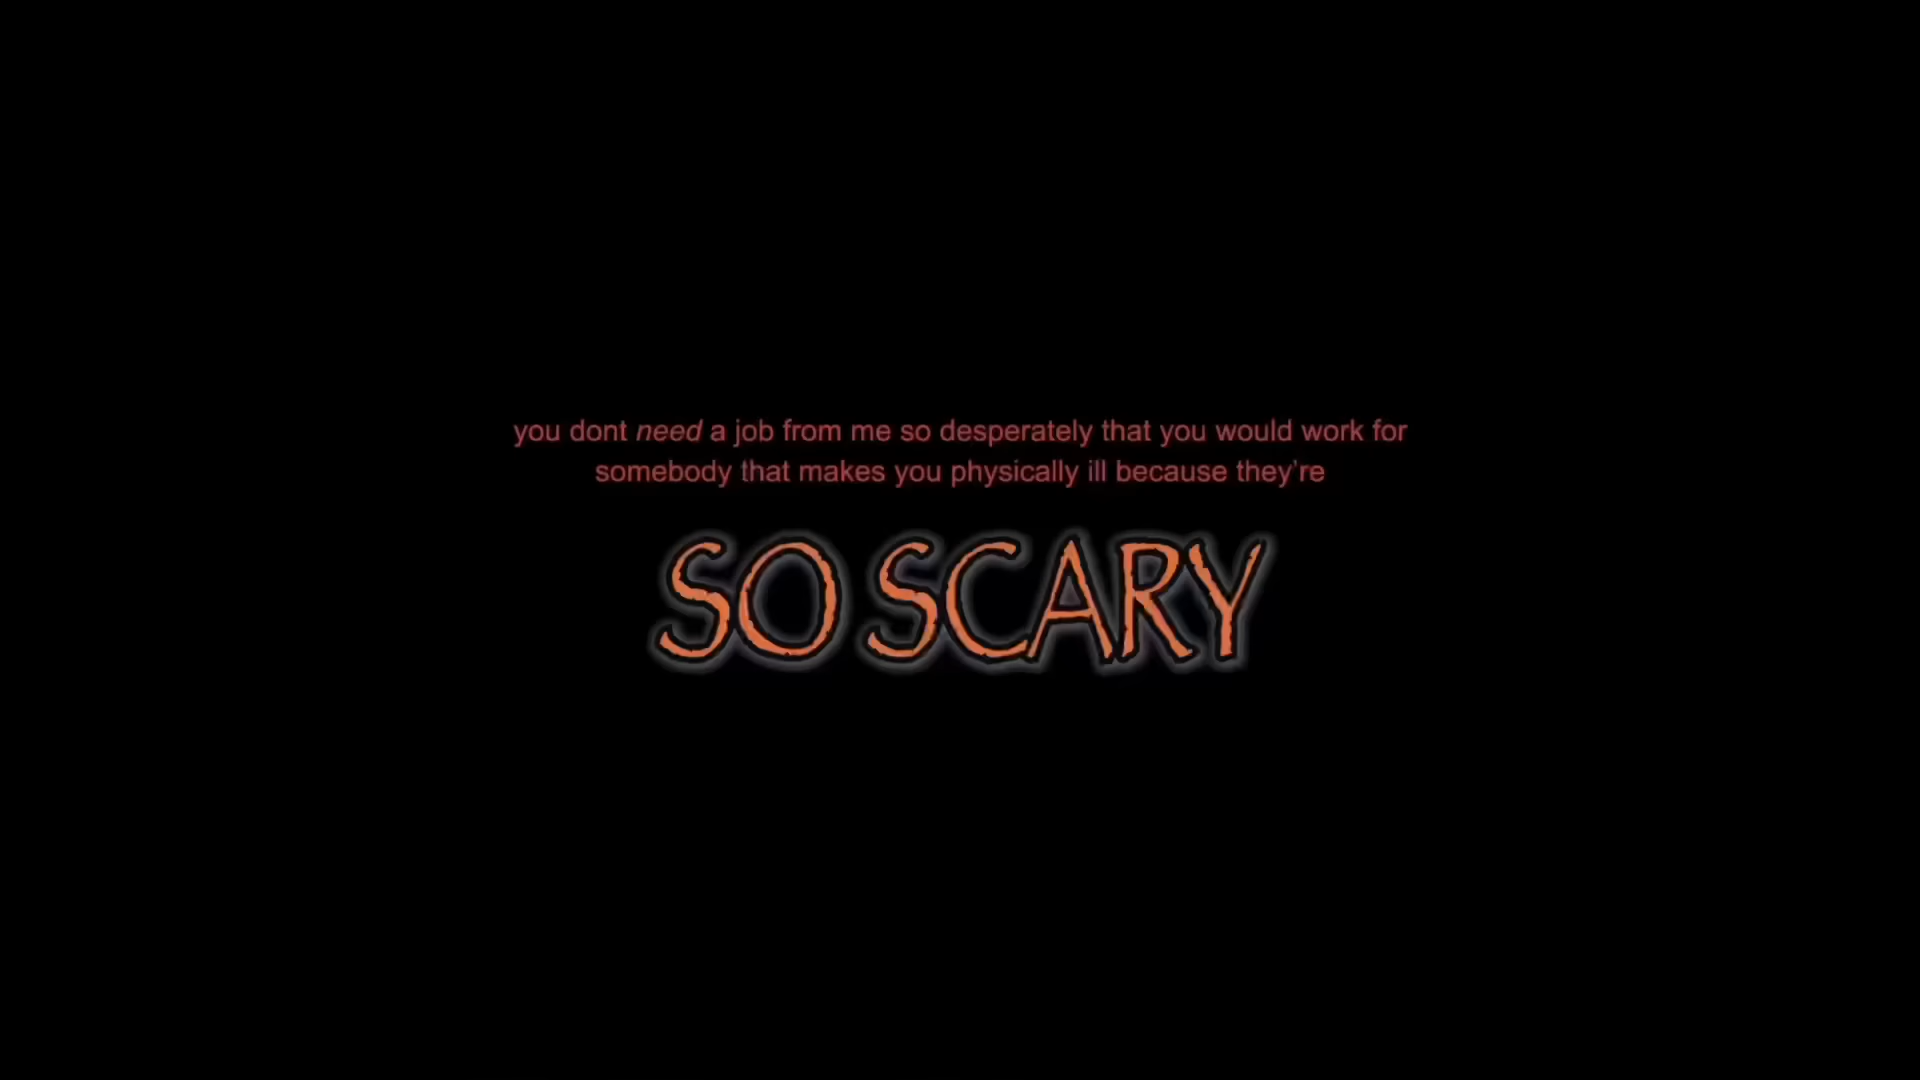 you dont need a job from me so desperately that you would work for
somebody that makes you physically ill because they're
SO SCARY